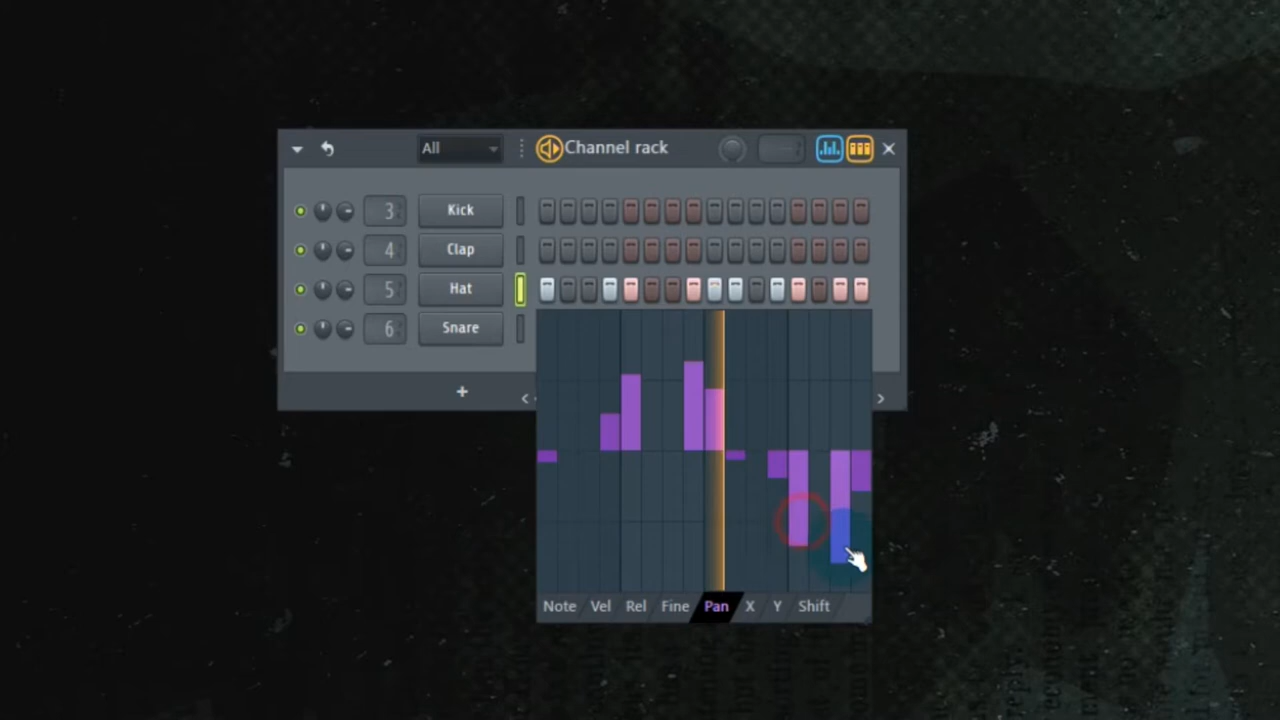 All Channel rack
3 Kick
4 Clap
5 Hat
6 Snare
+
Note Vel Rel Fine Pan X Y Shift